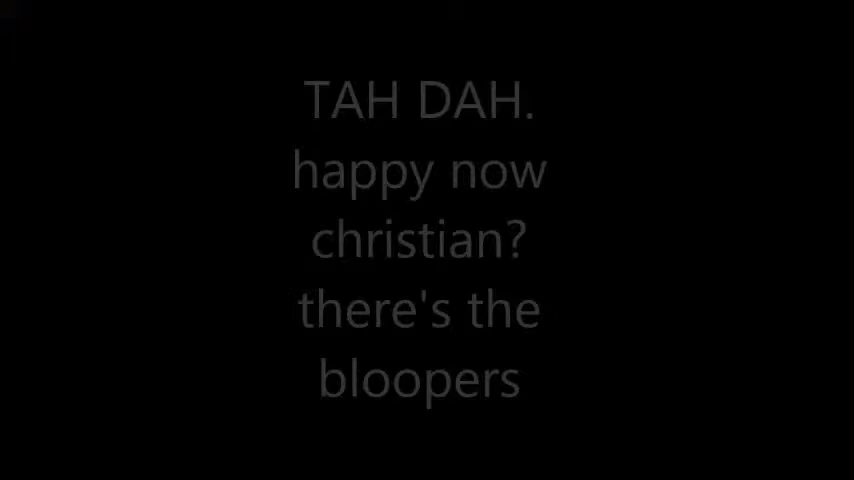 TAH DAH.
happy now
christian?
there's the
bloopers